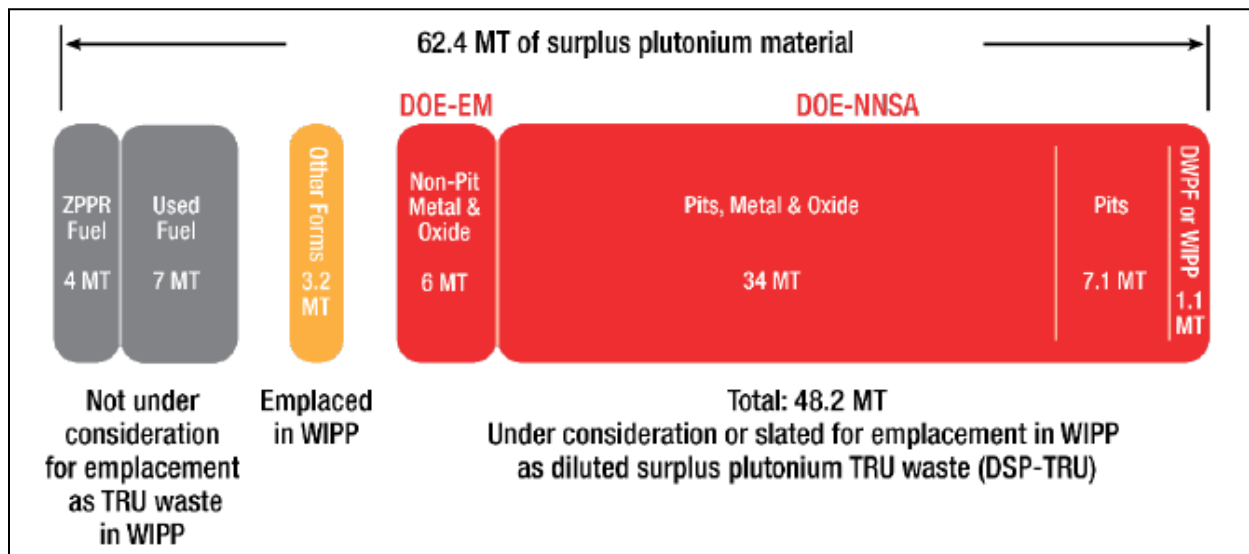 62.4 MT of surplus plutonium material
DOE-EM
DOE-NNSA
ZPPR
Fuel
4 MT
Used
Fuel
7 MT
Other Forms
3.2
MT
Non-Pit
Metal &
Oxide
6 MT
Pits, Metal & Oxide
34 MT
Pits
7.1 MT
DWPF or WIPP
1.1
MT
Not under
consideration
for emplacement
as TRU waste
in WIPP
Emplaced
in WIPP
Total: 48.2 MT
Under consideration or slated for emplacement in WIPP
as diluted surplus plutonium TRU waste (DSP-TRU)